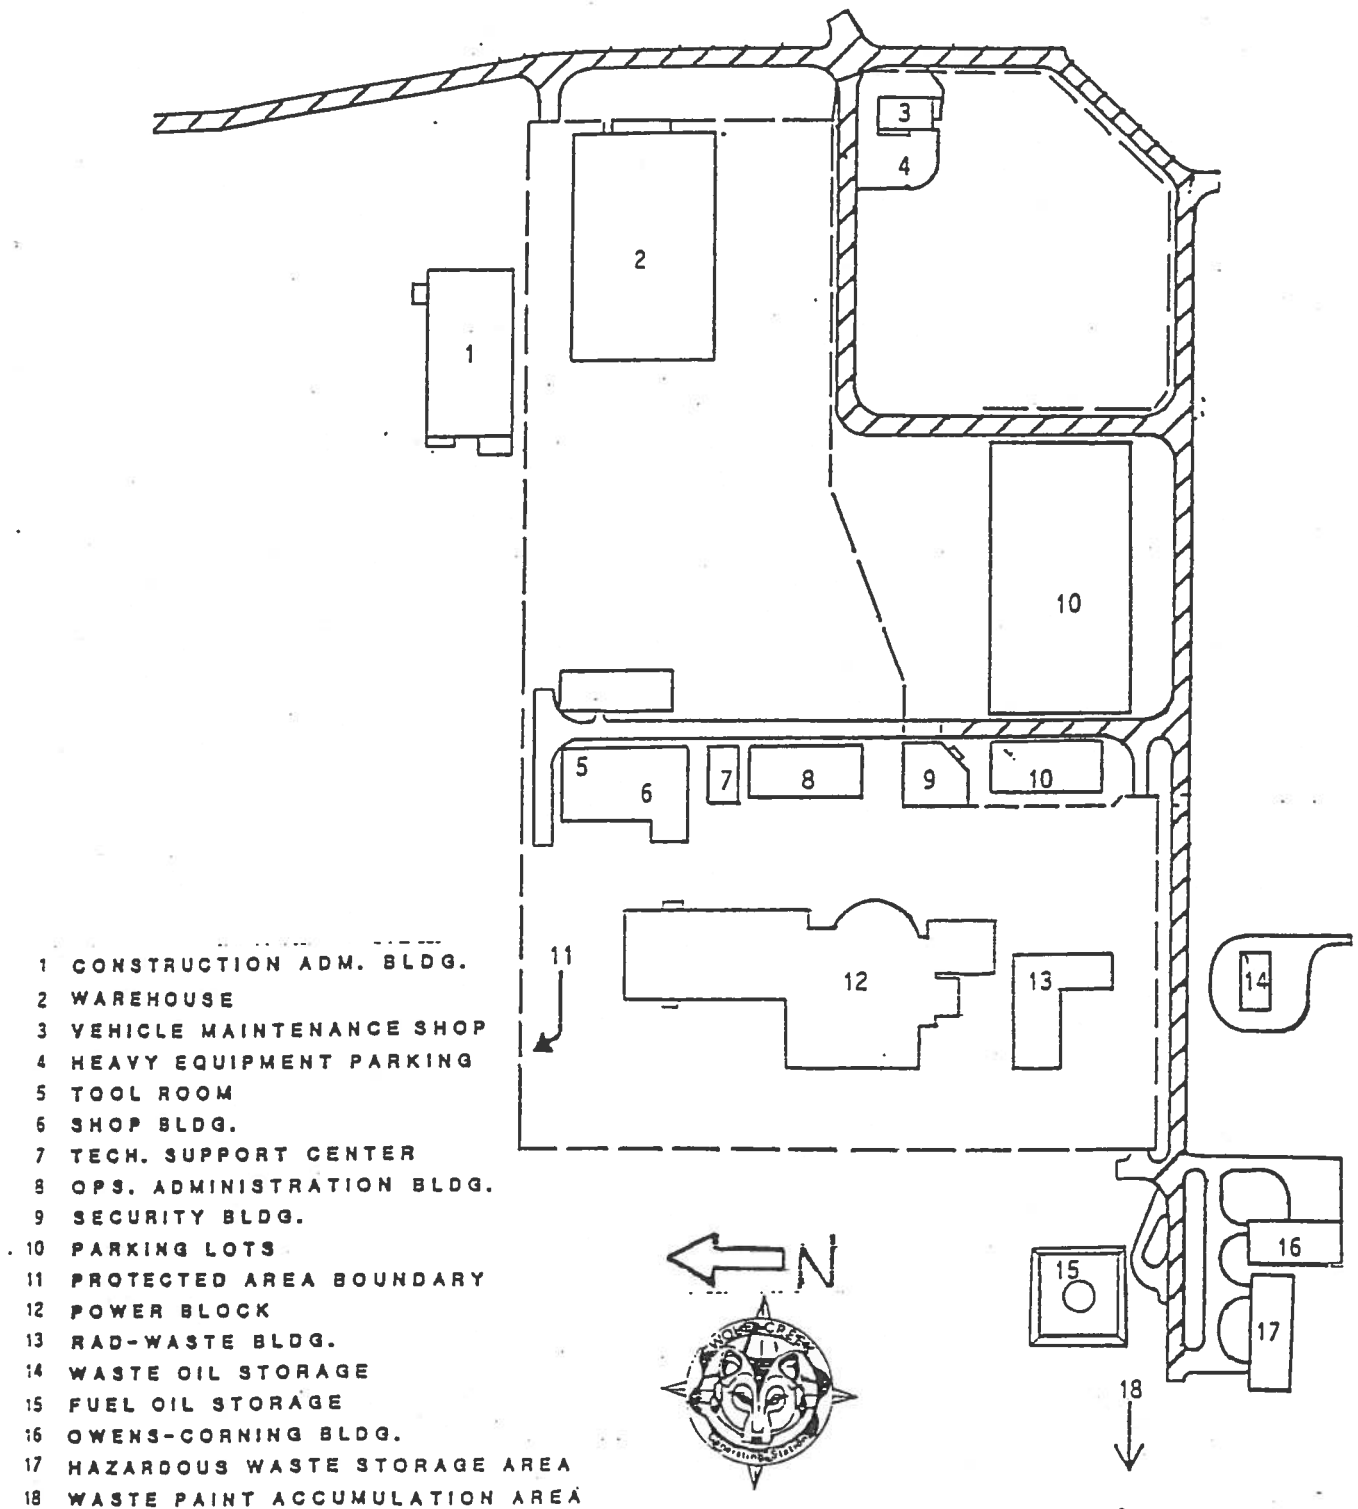 3
4
2
1
10
5
6
7
8
9
10
11
12
13
14
1 CONSTRUCTION ADM. BLDG.
2 WAREHOUSE
3 VEHICLE MAINTENANCE SHOP
4 HEAVY EQUIPMENT PARKING
5 TOOL ROOM
6 SHOP BLDG.
7 TECH. SUPPORT CENTER
8 OPS. ADMINISTRATION BLDG.
9 SECURITY BLDG.
10 PARKING LOTS
11 PROTECTED AREA BOUNDARY
12 POWER BLOCK
13 RAD-WASTE BLDG.
14 WASTE OIL STORAGE
15 FUEL OIL STORAGE
16 OWENS-CORNING BLDG.
17 HAZARDOUS WASTE STORAGE AREA
18 WASTE PAINT ACCUMULATION AREA
N
WOLF CREEK
Generating Station
15
16
17
18